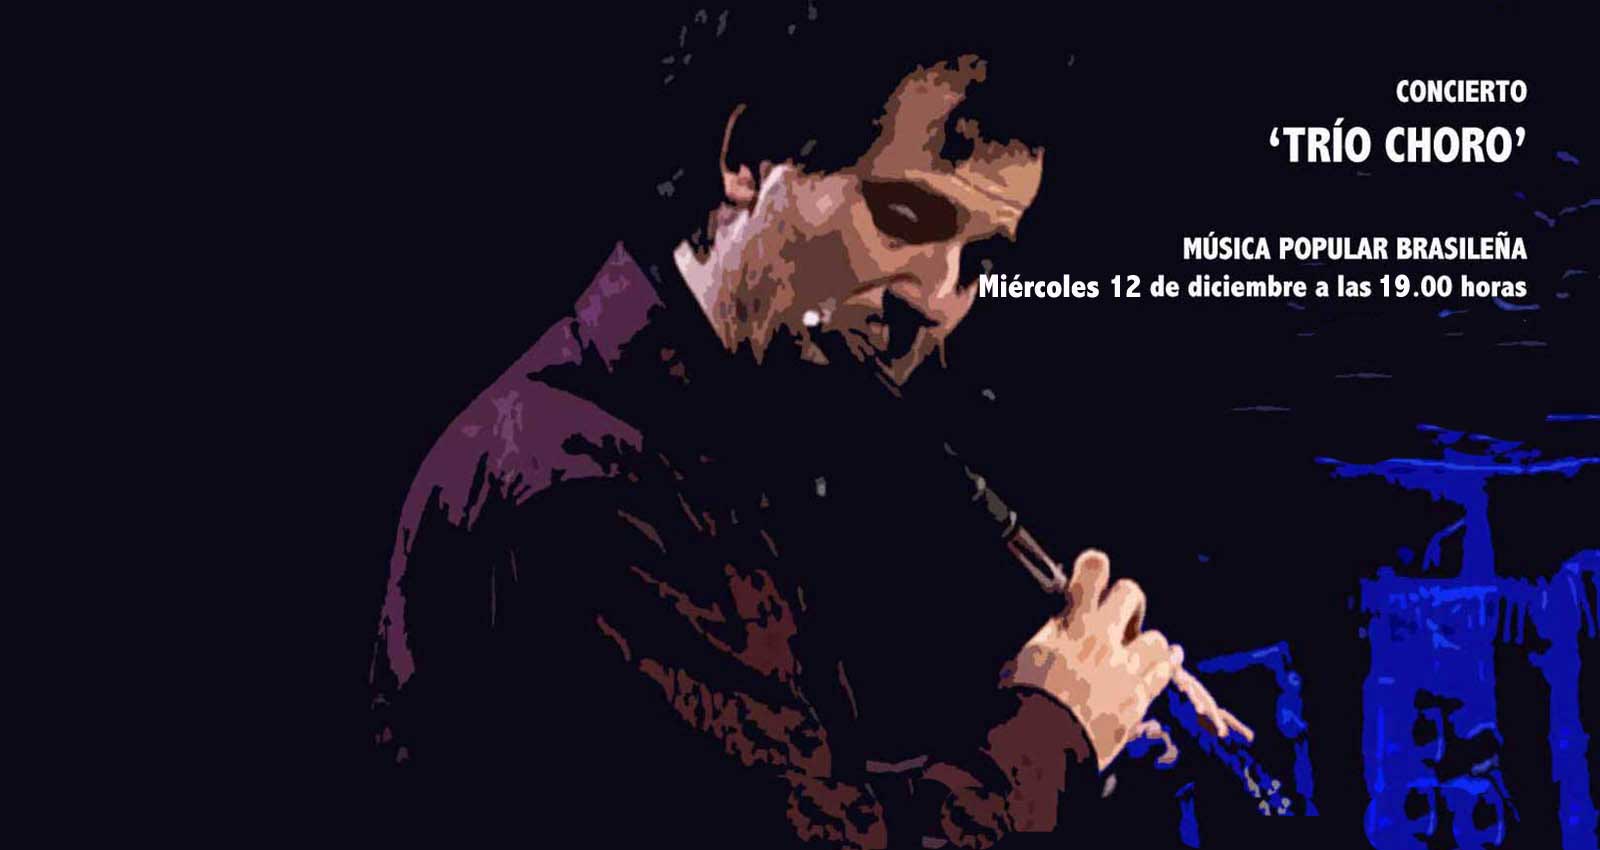 CONCIERTO
‘TRÍO CHORO’
MÚSICA POPULAR BRASILEÑA
Miércoles 12 de diciembre a las 19.00 horas